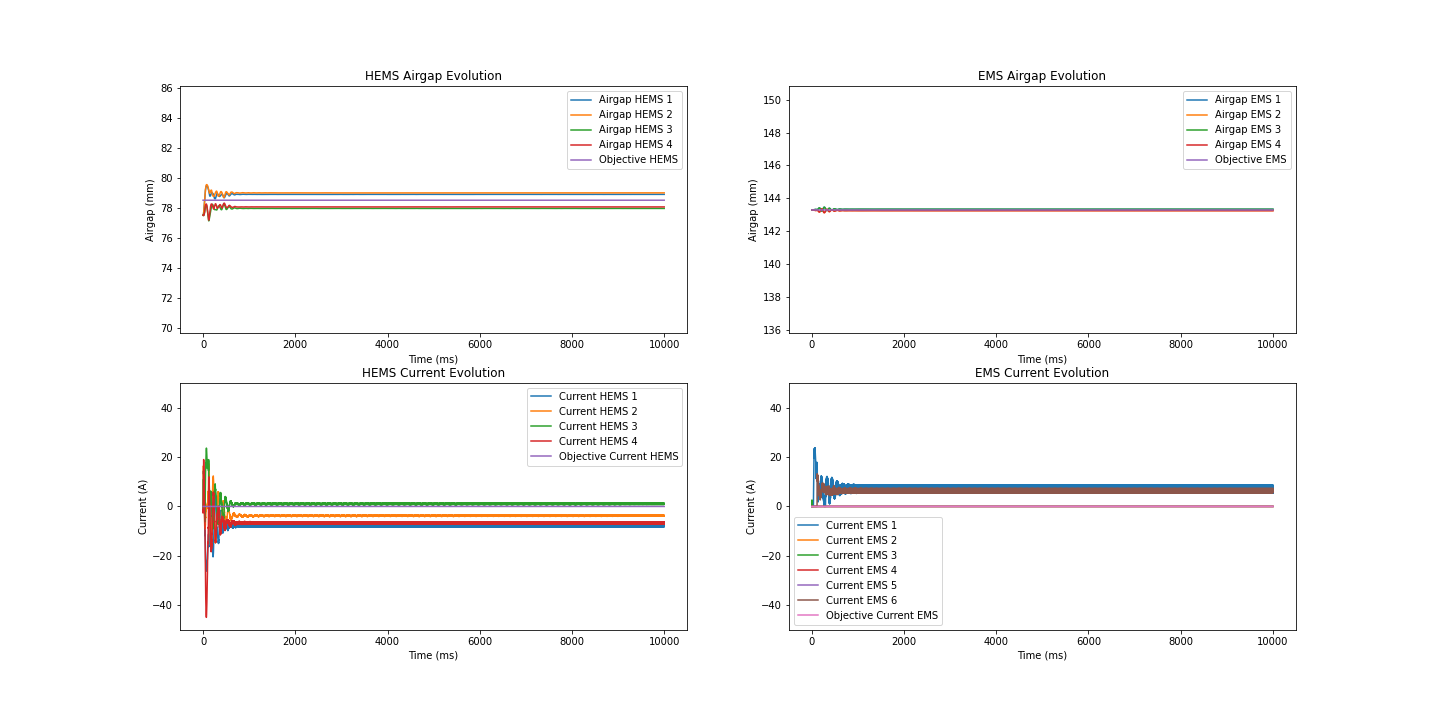 HEMS Airgap Evolution
86
84
82
80
78
76
74
72
70
Airgap (mm)
0 2000 4000 6000 8000 10000
Time (ms)
Airgap HEMS 1
Airgap HEMS 2
Airgap HEMS 3
Airgap HEMS 4
Objective HEMS
EMS Airgap Evolution
150
148
146
144
142
140
138
136
Airgap (mm)
0 2000 4000 6000 8000 10000
Time (ms)
Airgap EMS 1
Airgap EMS 2
Airgap EMS 3
Airgap EMS 4
Objective EMS
HEMS Current Evolution
40
20
0
−20
−40
Current (A)
0 2000 4000 6000 8000 10000
Time (ms)
Current HEMS 1
Current HEMS 2
Current HEMS 3
Current HEMS 4
Objective Current HEMS
EMS Current Evolution
40
20
0
−20
−40
Current (A)
0 2000 4000 6000 8000 10000
Time (ms)
Current EMS 1
Current EMS 2
Current EMS 3
Current EMS 4
Current EMS 5
Current EMS 6
Objective Current EMS